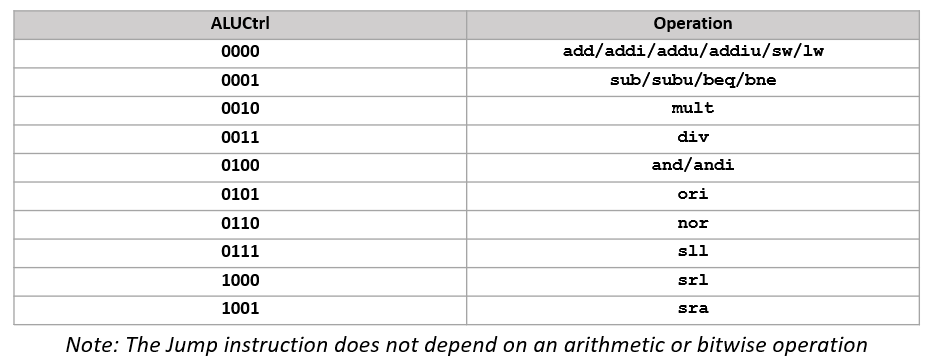 ALUCtrl Operation
0000 add/addi/addu/addiu/sw/lw
0001 sub/subu/beq/bne
0010 mult
0011 div
0100 and/andi
0101 ori
0110 nor
0111 sll
1000 srl
1001 sra
Note: The Jump instruction does not depend on an arithmetic or bitwise operation